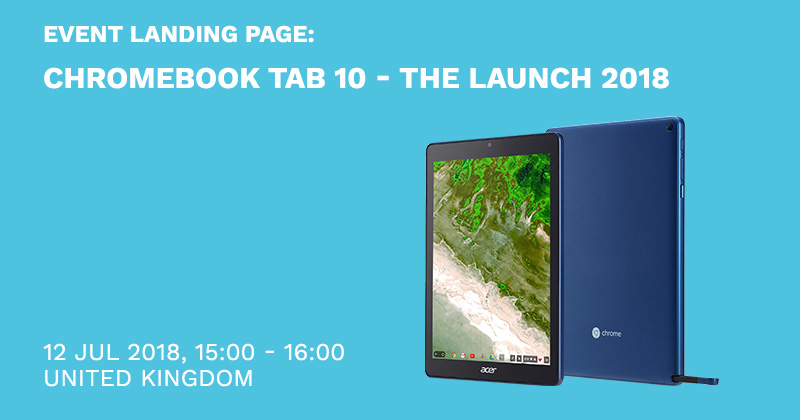 EVENT LANDING PAGE:
CHROMEBOOK TAB 10 - THE LAUNCH 2018
chrome
acer
12 JUL 2018, 15:00 - 16:00
UNITED KINGDOM